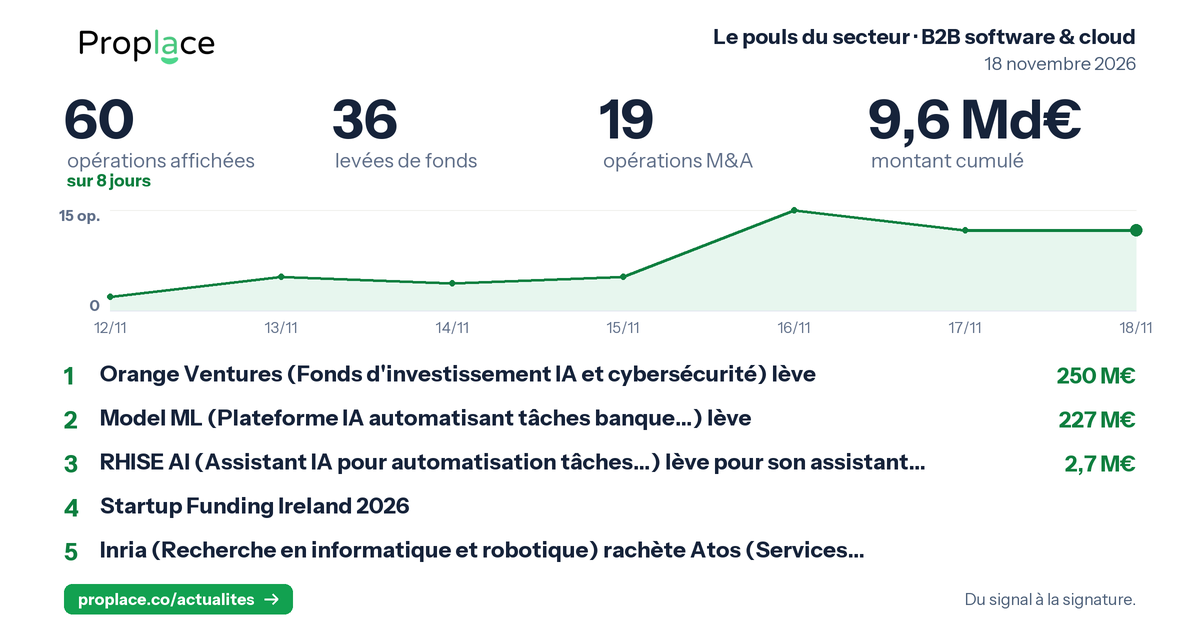 Proplace
Le pouls du secteur · B2B software & cloud
18 novembre 2026
60
opérations affichées
sur 8 jours
36
levées de fonds
19
opérations M&A
9,6 Md€
montant cumulé
15 op.
0
12/11 13/11 14/11 15/11 16/11 17/11 18/11
1 Orange Ventures (Fonds d'investissement IA et cybersécurité) lève 250 M€
2 Model ML (Plateforme IA automatisant tâches banque...) lève 227 M€
3 RHISE AI (Assistant IA pour automatisation tâches...) lève pour son assistant... 2,7 M€
4 Startup Funding Ireland 2026
5 Inria (Recherche en informatique et robotique) rachète Atos (Services...
proplace.co/actualites →
Du signal à la signature.